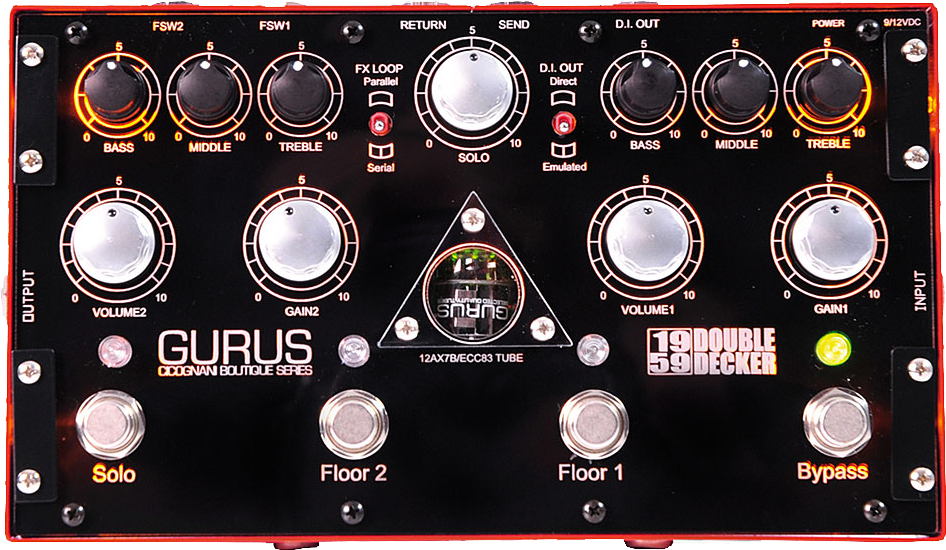 FSW2
FSW1
RETURN
SEND
D.I. OUT
POWER
9/12VDC
5
0
10
BASS
5
0
10
MIDDLE
5
0
10
TREBLE
FX LOOP
Parallel
Serial
5
0
10
SOLO
D.I. OUT
Direct
Emulated
5
0
10
BASS
5
0
10
MIDDLE
5
0
10
TREBLE
5
0
10
VOLUME2
5
0
10
GAIN2
5
0
10
VOLUME1
5
0
10
GAIN1
OUTPUT
INPUT
GURUS
SELECTED QUALITY TUBES
12AX7B/ECC83 TUBE
GURUS
CICOGNANI BOUTIQUE SERIES
1959 DOUBLE DECKER
Solo
Floor 2
Floor 1
Bypass